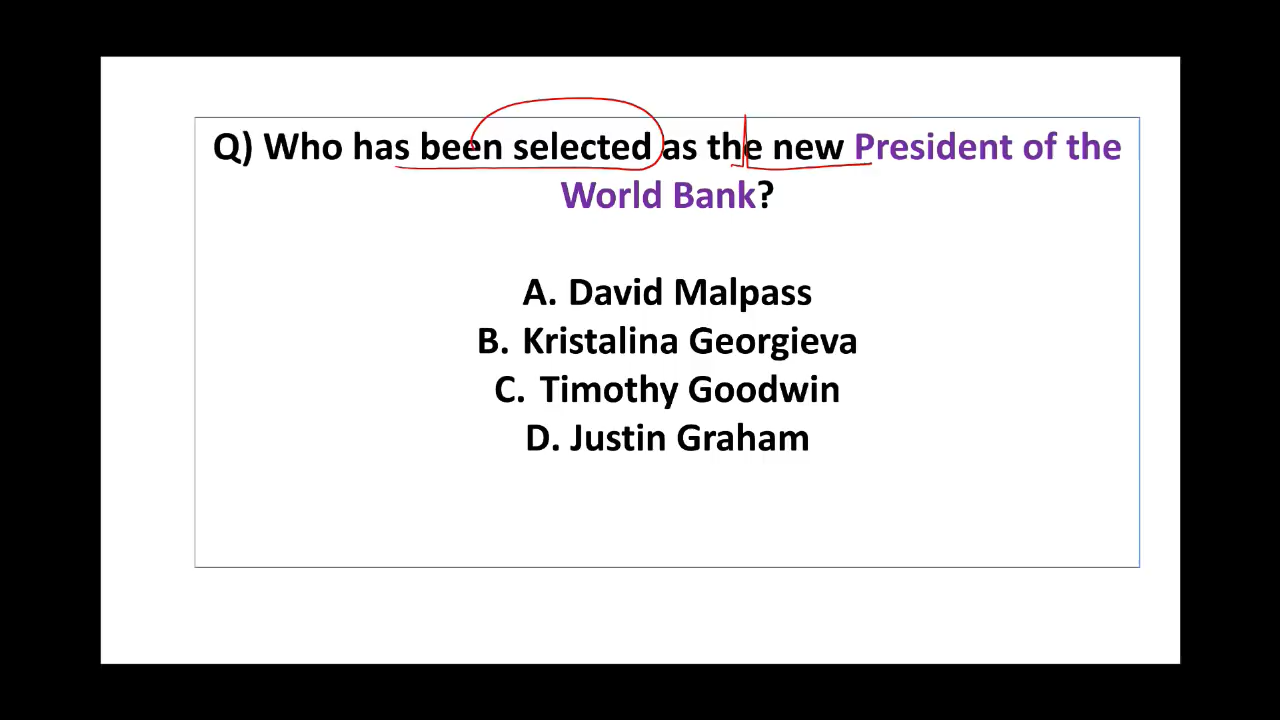 Q) Who has been selected as the new President of the
World Bank?
A. David Malpass
B. Kristalina Georgieva
C. Timothy Goodwin
D. Justin Graham